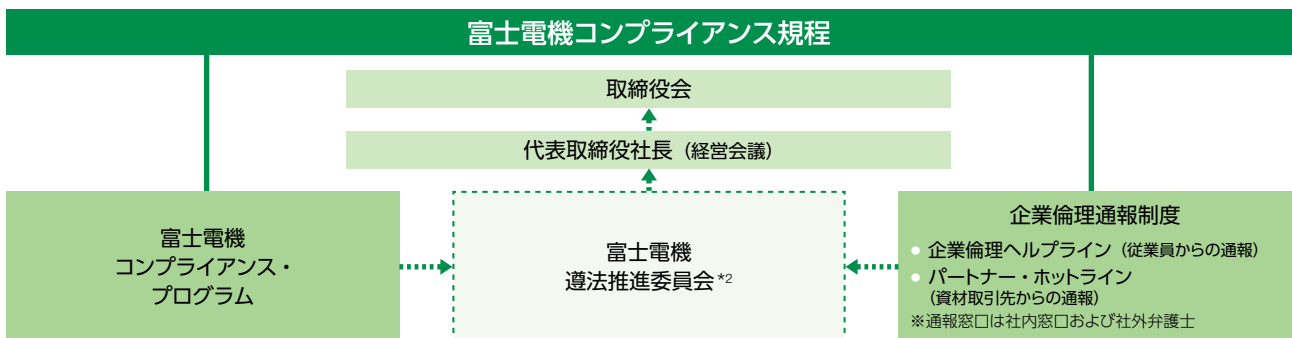 富士電機コンプライアンス規程
取締役会
代表取締役社長（経営会議）
富士電機
コンプライアンス・
プログラム
富士電機
遵法推進委員会*2
企業倫理通報制度
● 企業倫理ヘルプライン（従業員からの通報）
● パートナー・ホットライン
（資材取引先からの通報）
※通報窓口は社内窓口および社外弁護士